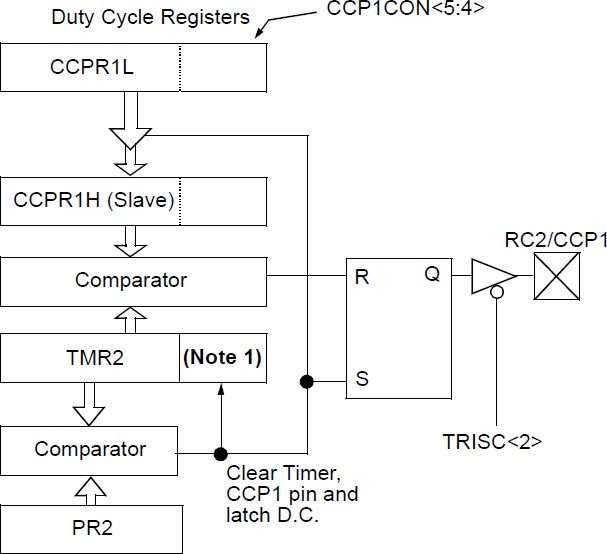 Duty Cycle Registers
CCP1CON<5:4>
CCPR1L
CCPR1H (Slave)
Comparator
TMR2
(Note 1)
Comparator
PR2
Clear Timer,
CCP1 pin and
latch D.C.
R
Q
S
RC2/CCP1
TRISC<2>